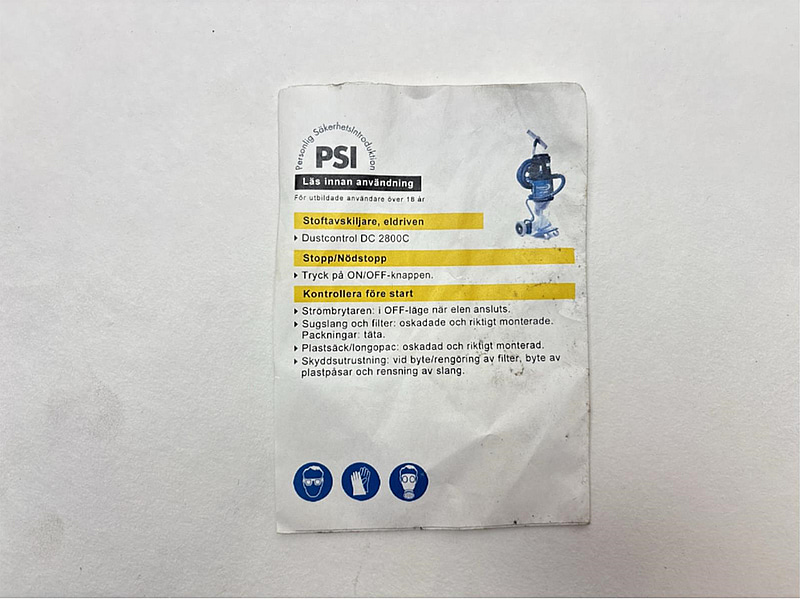 Personlig SäkerhetsIntroduktion
PSI
Läs innan användning
För utbildade användare över 18 år
Stoftavskiljare, eldriven
Dustcontrol DC 2800C
Stopp/Nödstopp
Tryck på ON/OFF-knappen.
Kontrollera före start
Strömbrytaren: i OFF-läge när elen ansluts.
Sugslang och filter: oskadade och riktigt monterade.
Packningar: täta.
Plastsäck/longopac: oskadad och riktigt monterad.
Skyddsutrustning: vid byte/rengöring av filter, byte av
plastpåsar och rensning av slang.